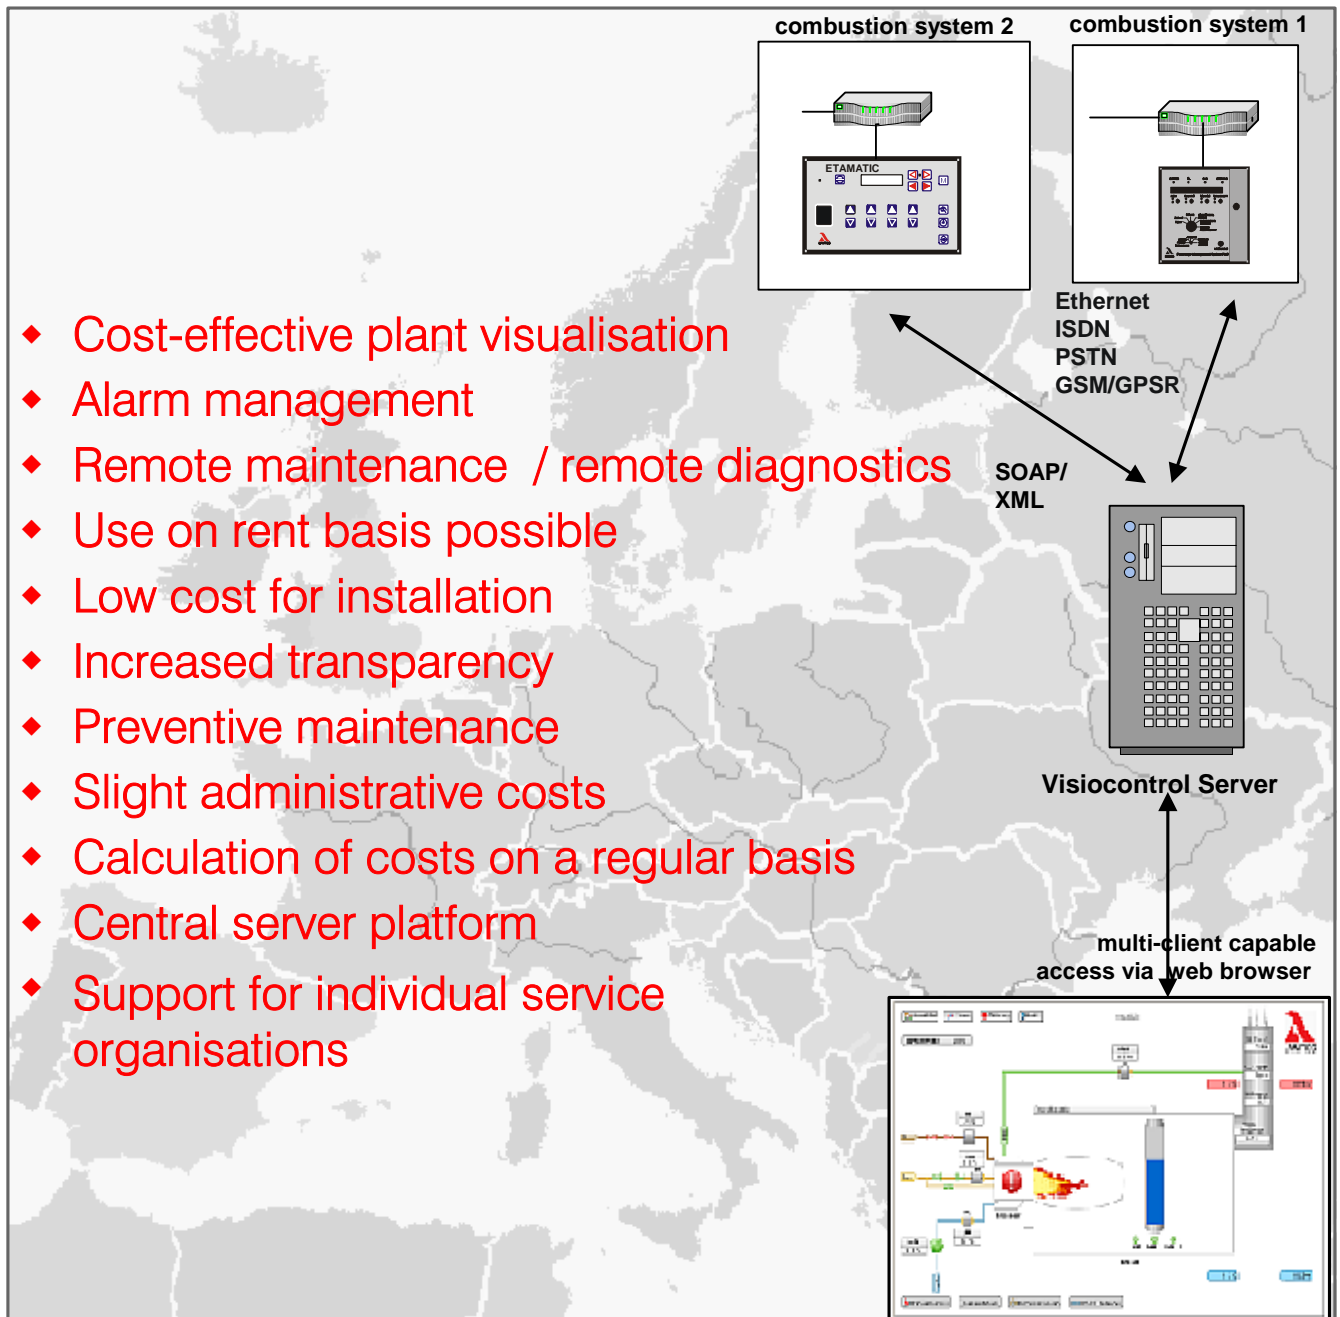 combustion system 2
combustion system 1
ETAMATIC
Ethernet
ISDN
PSTN
GSM/GPSR
SOAP/
XML
Cost-effective plant visualisation
Alarm management
Remote maintenance / remote diagnostics
Use on rent basis possible
Low cost for installation
Increased transparency
Preventive maintenance
Slight administrative costs
Calculation of costs on a regular basis
Central server platform
Support for individual service
organisations
Visiocontrol Server
multi-client capable
access via web browser